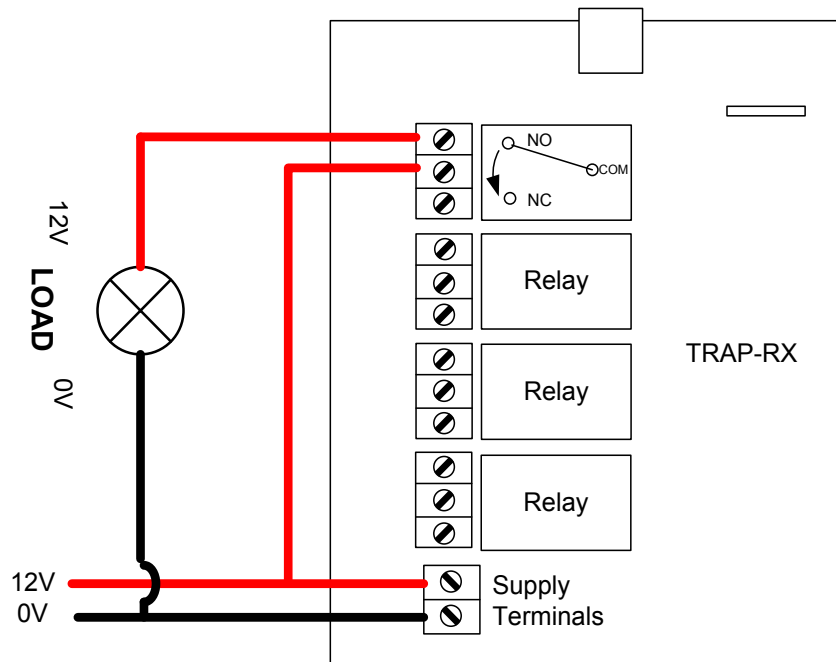 NO
COM
NC
12V
LOAD
0V
Relay
Relay
TRAP-RX
Relay
12V
0V
Supply
Terminals